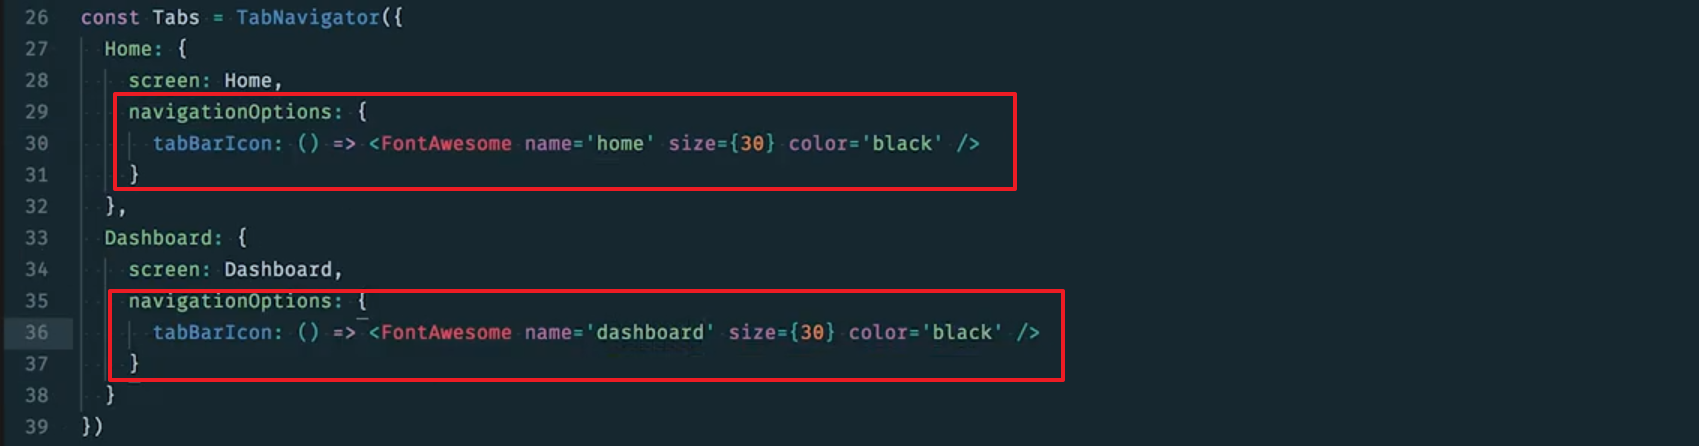 26 const Tabs = TabNavigator({
27 Home: {
28 screen: Home,
29 navigationOptions: {
30 tabBarIcon: () => <FontAwesome name='home' size={30} color='black' />
31 }
32 },
33 Dashboard: {
34 screen: Dashboard,
35 navigationOptions: {
36 tabBarIcon: () => <FontAwesome name='dashboard' size={30} color='black' />
37 }
38 }
39 })